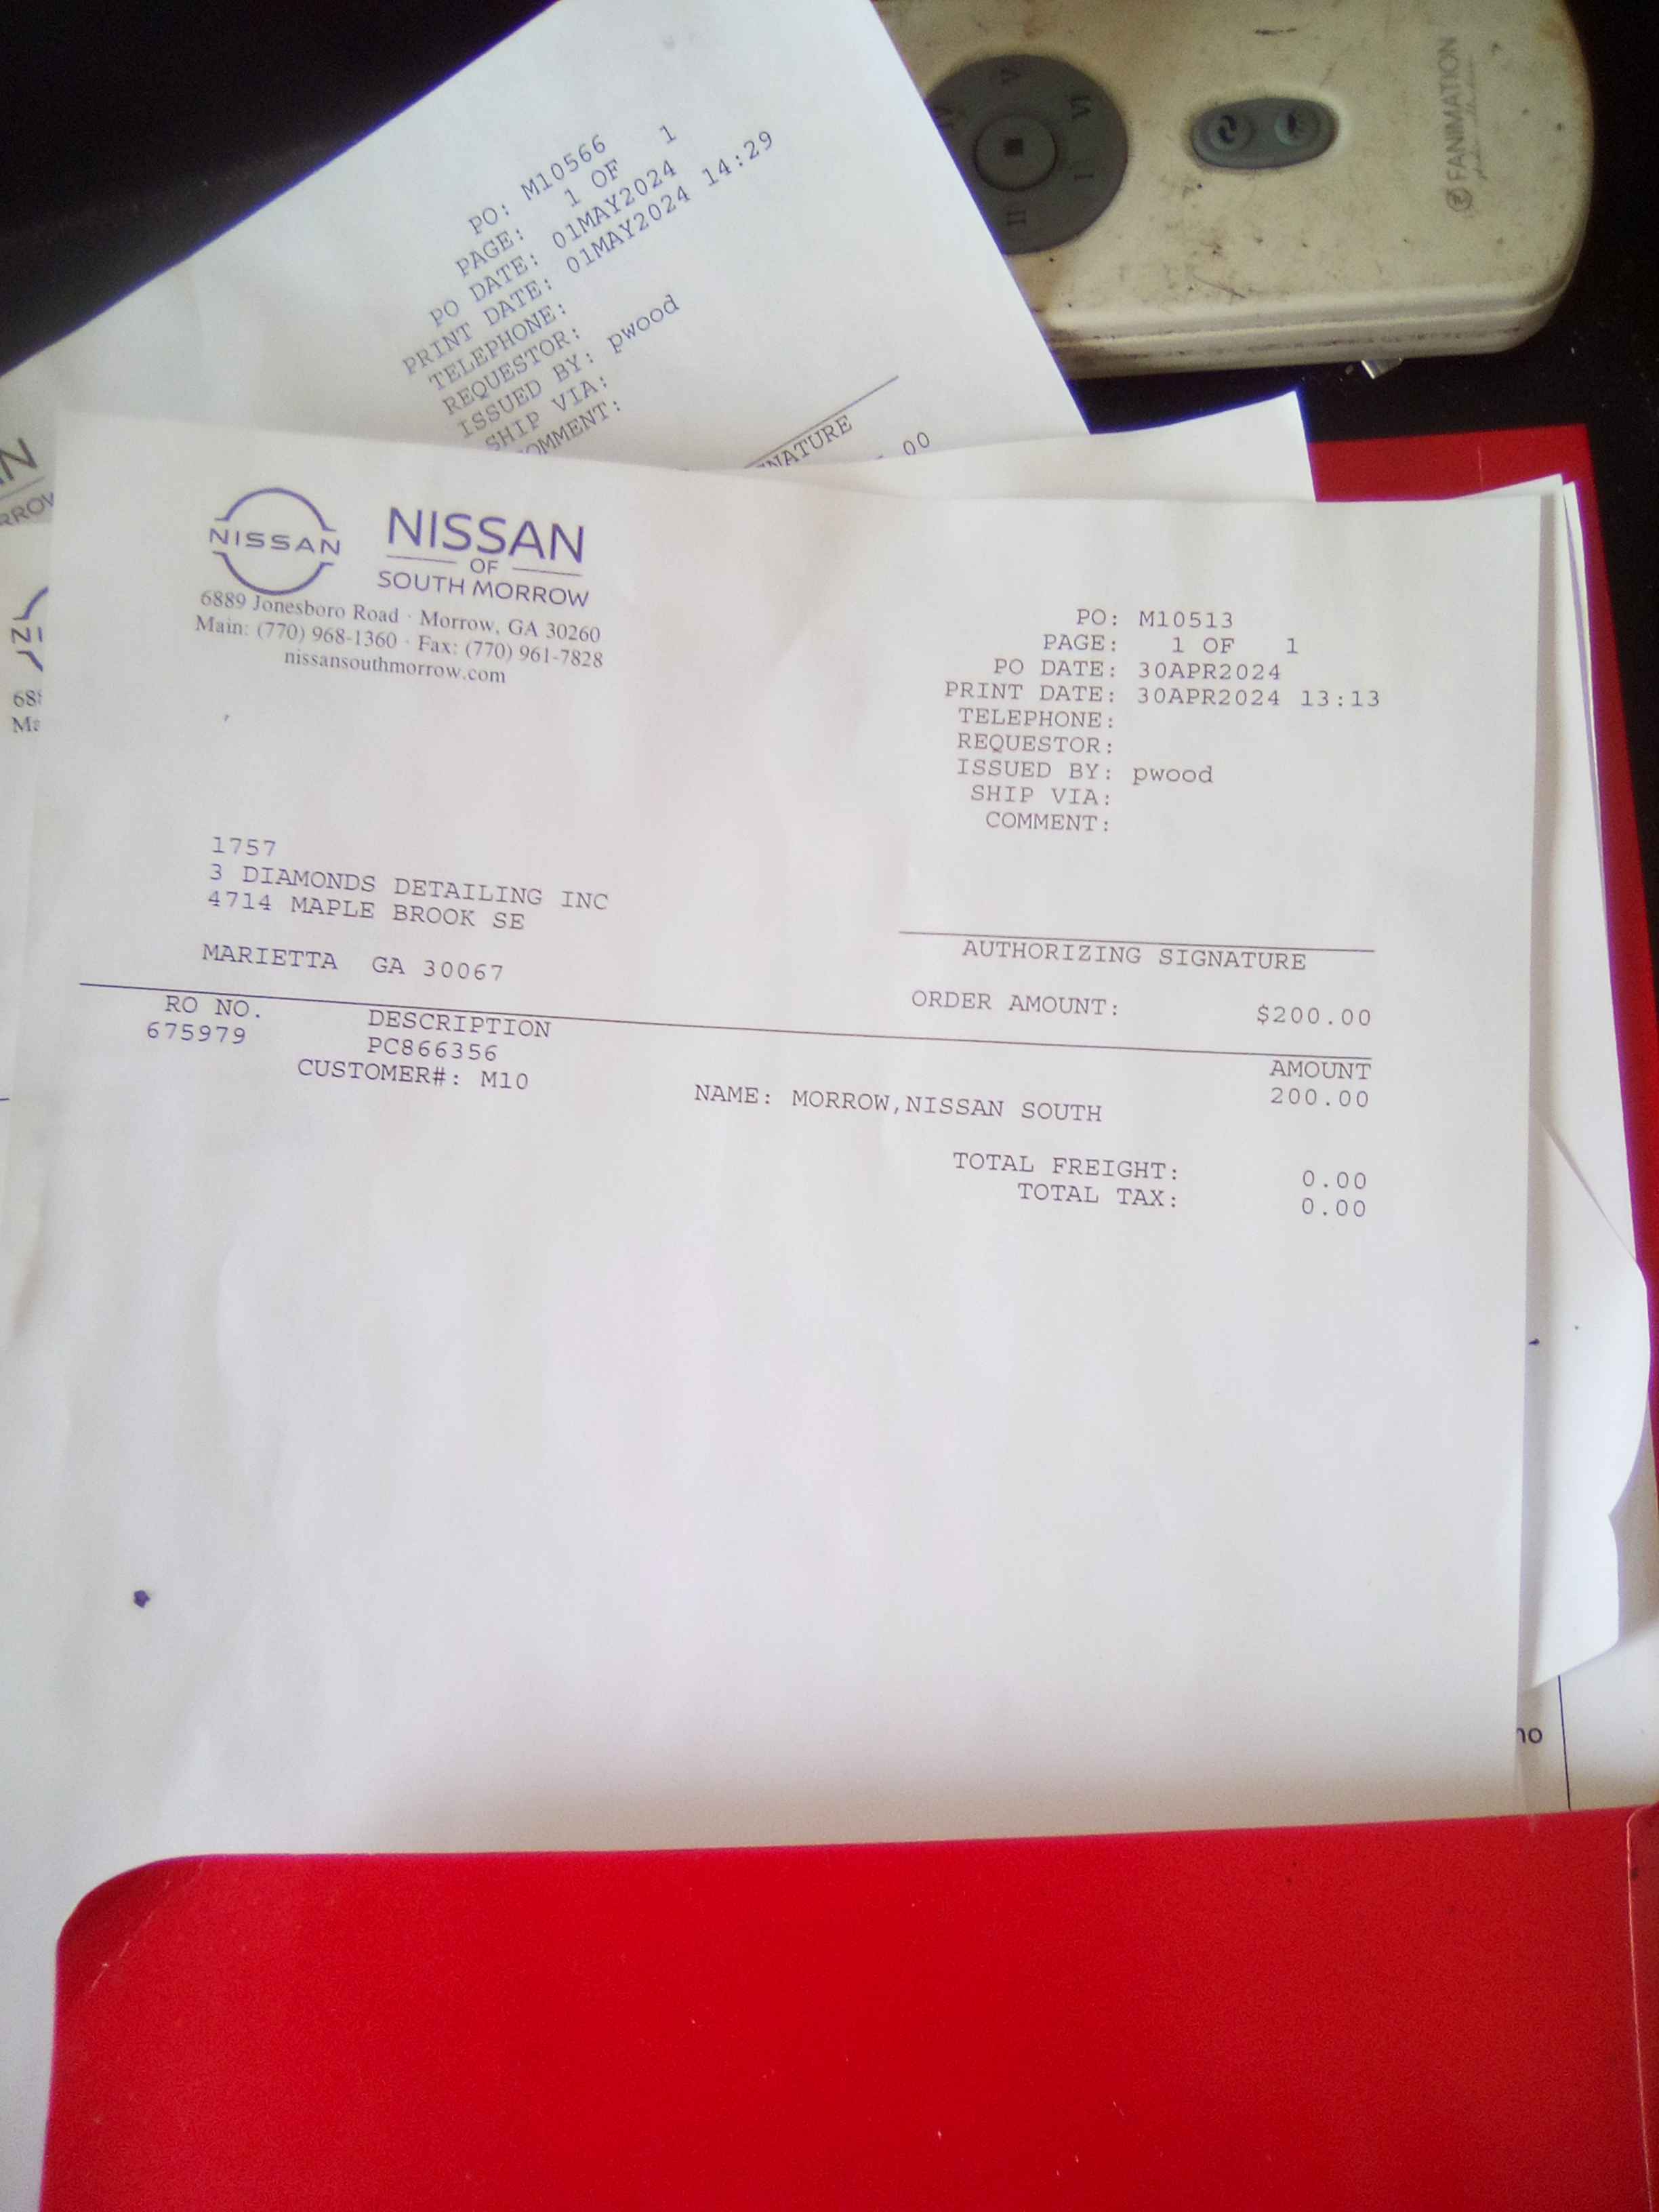 PO: M10566
PAGE: 1 OF 1
PO DATE: 01MAY2024
PRINT DATE: 01MAY2024 14:29
TELEPHONE:
REQUESTOR:
ISSUED BY: pwood
SHIP VIA:
OMMENT:
NATURE
00
FANIMATION
II
I
VI
V
NISSAN
NISSAN
OF
SOUTH MORROW
6889 Jonesboro Road · Morrow, GA 30260
Main: (770) 968-1360 · Fax: (770) 961-7828
nissansouthmorrow.com
PO: M10513
PAGE: 1 OF 1
PO DATE: 30APR2024
PRINT DATE: 30APR2024 13:13
TELEPHONE:
REQUESTOR:
ISSUED BY: pwood
SHIP VIA:
COMMENT:
1757
3 DIAMONDS DETAILING INC
4714 MAPLE BROOK SE
MARIETTA GA 30067
AUTHORIZING SIGNATURE
ORDER AMOUNT: $200.00
RO NO. DESCRIPTION AMOUNT
675979 PC866356 200.00
CUSTOMER#: M10 NAME: MORROW,NISSAN SOUTH
TOTAL FREIGHT: 0.00
TOTAL TAX: 0.00